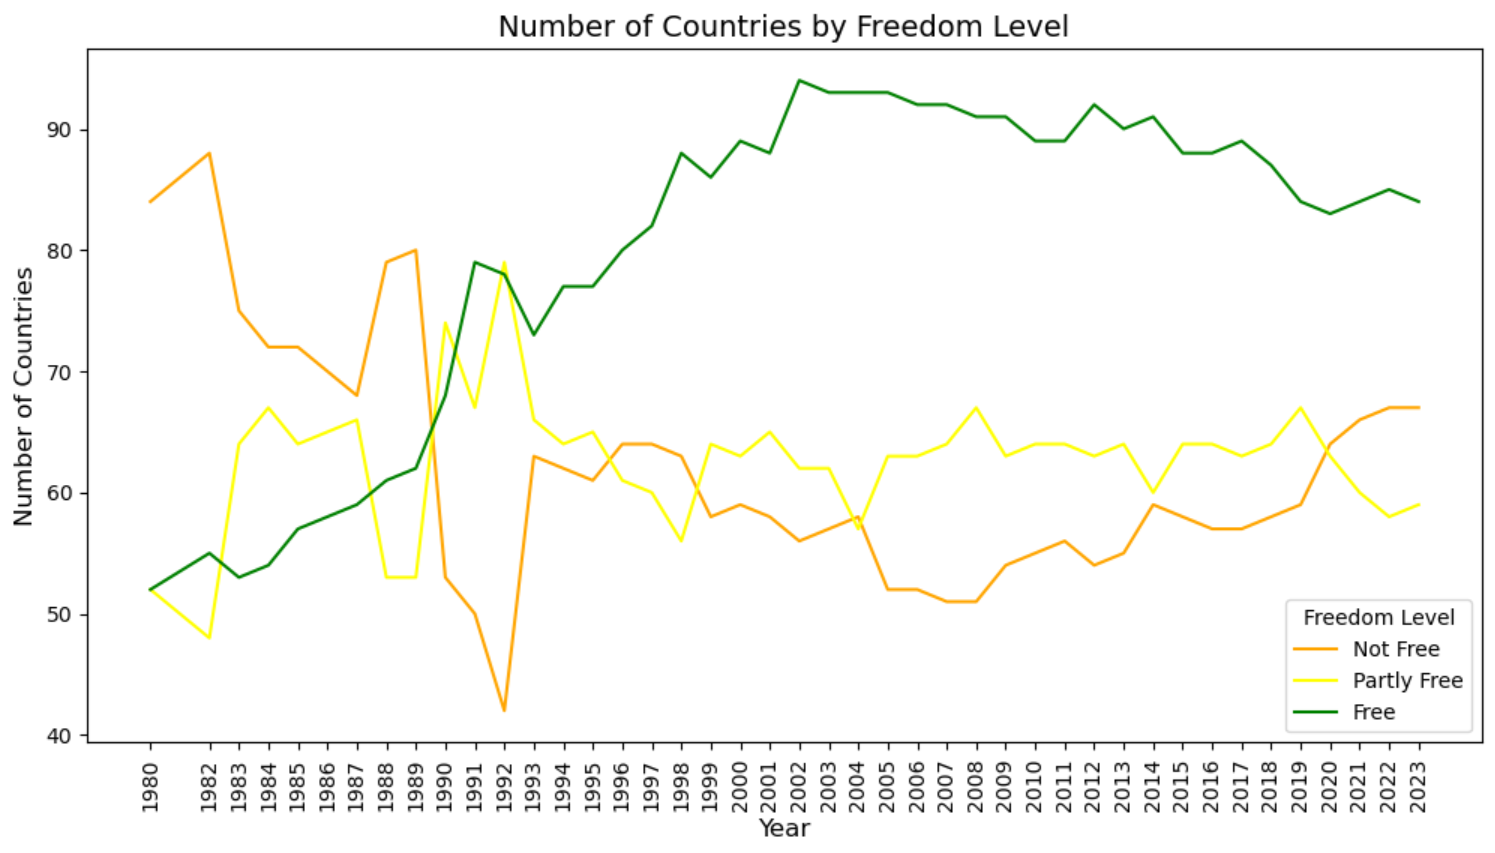 Number of Countries by Freedom Level
Number of Countries
90
80
70
60
50
40
Freedom Level
Not Free
Partly Free
Free
1980 1982 1983 1984 1985 1986 1987 1988 1989 1990 1991 1992 1993 1994 1995 1996 1997 1998 1999 2000 2001 2002 2003 2004 2005 2006 2007 2008 2009 2010 2011 2012 2013 2014 2015 2016 2017 2018 2019 2020 2021 2022 2023
Year